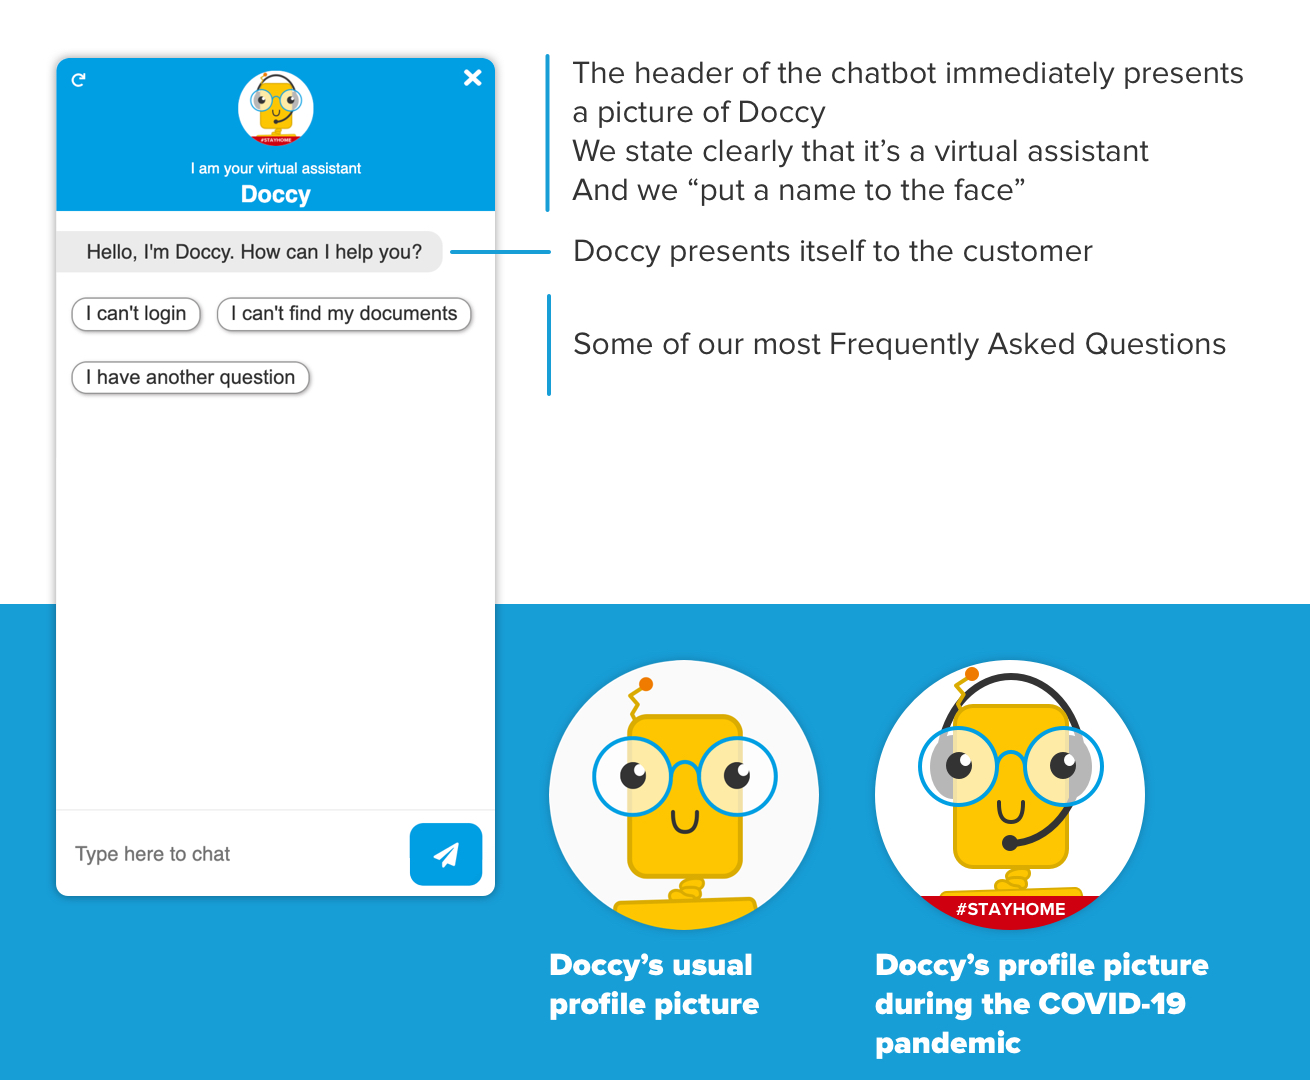 #STAYHOME
I am your virtual assistant
Doccy
Hello, I'm Doccy. How can I help you?
I can't login
I can't find my documents
I have another question
Type here to chat
The header of the chatbot immediately presents
a picture of Doccy
We state clearly that it’s a virtual assistant
And we “put a name to the face”
Doccy presents itself to the customer
Some of our most Frequently Asked Questions
Doccy’s usual
profile picture
#STAYHOME
Doccy’s profile picture
during the COVID-19
pandemic